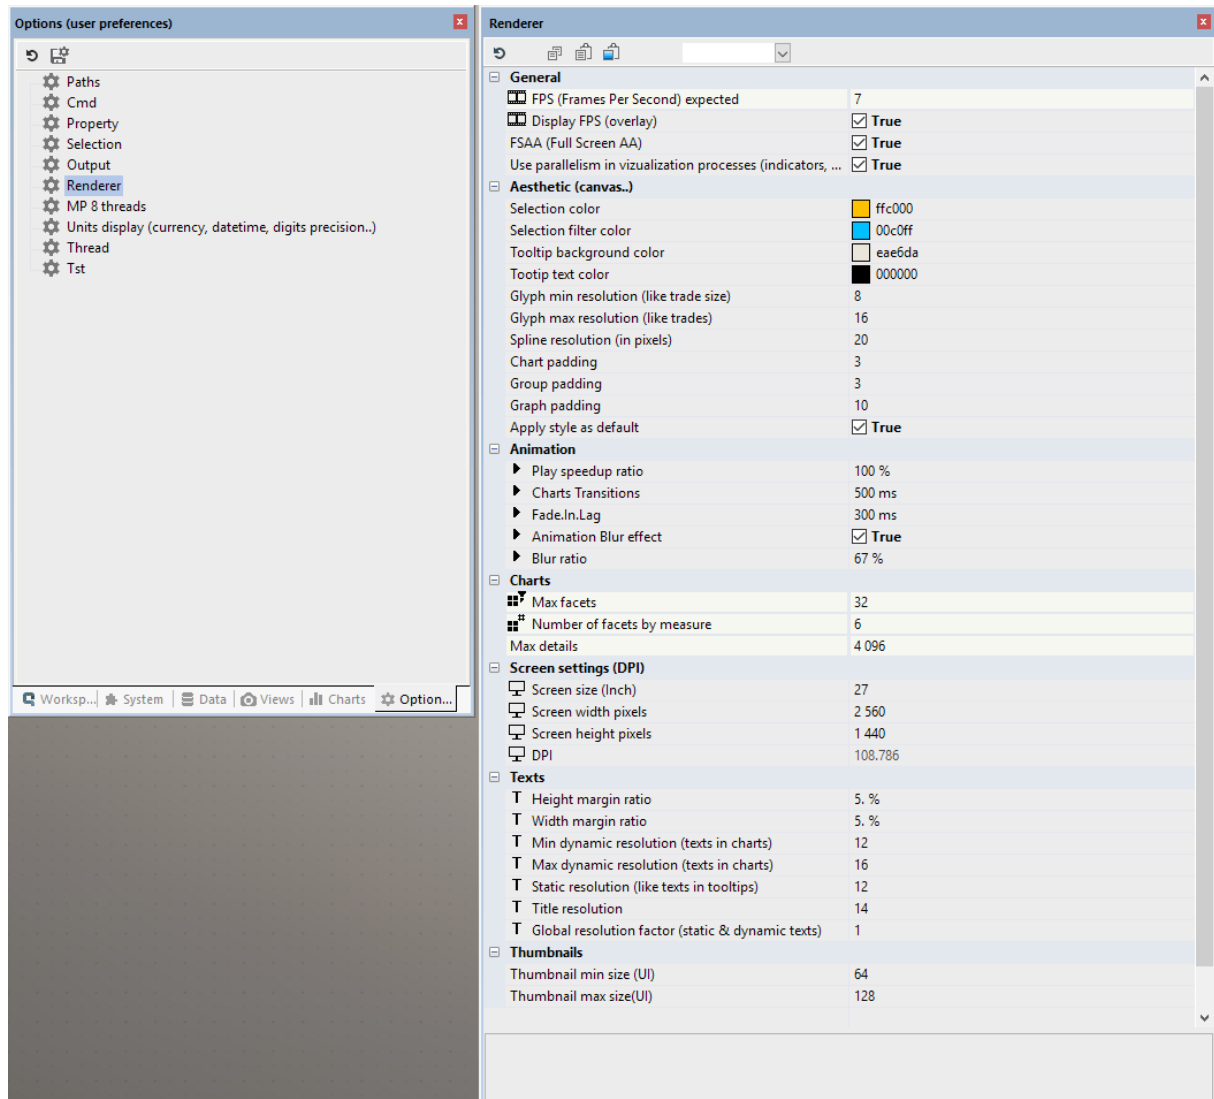 Options (user preferences)
Paths
Cmd
Property
Selection
Output
Renderer
MP 8 threads
Units display (currency, datetime, digits precision..)
Thread
Tst
Worksp... System Data Views Charts Option...
Renderer
General
FPS (Frames Per Second) expected 7
Display FPS (overlay) True
FSAA (Full Screen AA) True
Use parallelism in vizualization processes (indicators, ... True
Aesthetic (canvas..)
Selection color ffc000
Selection filter color 00c0ff
Tooltip background color eae6da
Tootip text color 000000
Glyph min resolution (like trade size) 8
Glyph max resolution (like trades) 16
Spline resolution (in pixels) 20
Chart padding 3
Group padding 3
Graph padding 10
Apply style as default True
Animation
Play speedup ratio 100 %
Charts Transitions 500 ms
Fade.In.Lag 300 ms
Animation Blur effect True
Blur ratio 67 %
Charts
Max facets 32
Number of facets by measure 6
Max details 4 096
Screen settings (DPI)
Screen size (Inch) 27
Screen width pixels 2 560
Screen height pixels 1 440
DPI 108.786
Texts
T Height margin ratio 5. %
T Width margin ratio 5. %
T Min dynamic resolution (texts in charts) 12
T Max dynamic resolution (texts in charts) 16
T Static resolution (like texts in tooltips) 12
T Title resolution 14
T Global resolution factor (static & dynamic texts) 1
Thumbnails
Thumbnail min size (UI) 64
Thumbnail max size(UI) 128